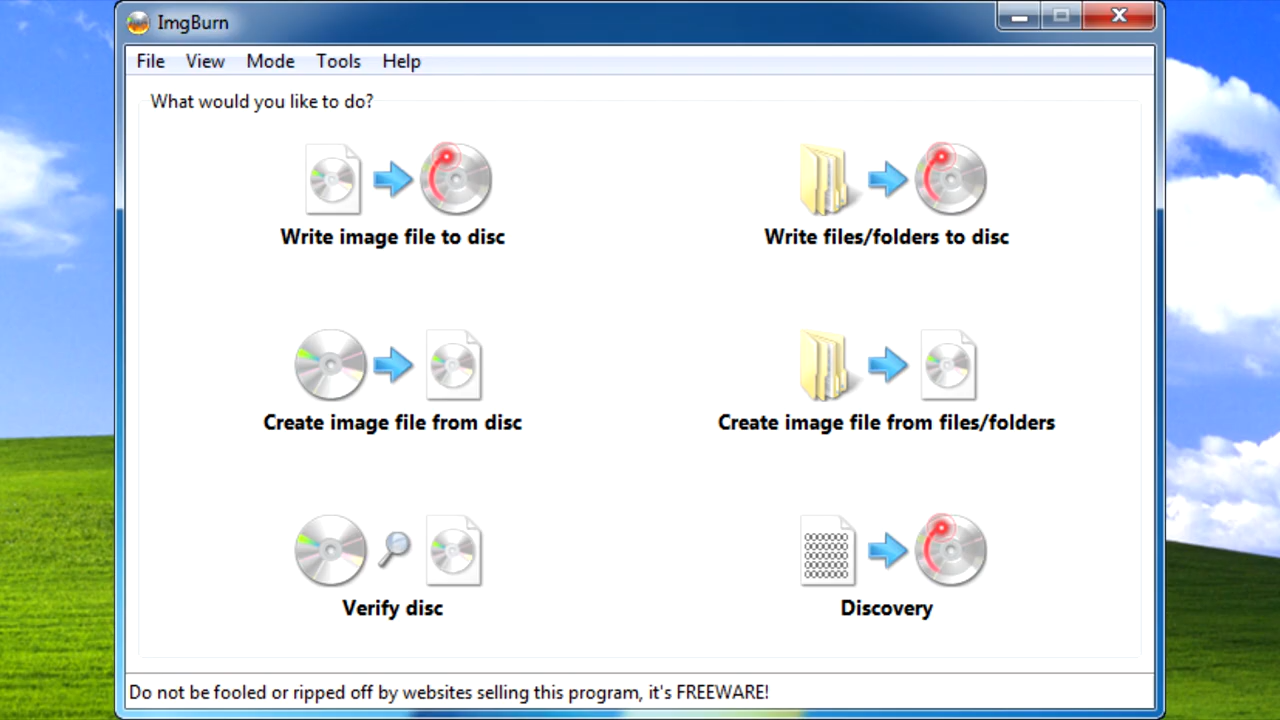 ImgBurn
File View Mode Tools Help
What would you like to do?
Write image file to disc
Write files/folders to disc
Create image file from disc
Create image file from files/folders
Verify disc
Discovery
Do not be fooled or ripped off by websites selling this program, it's FREEWARE!